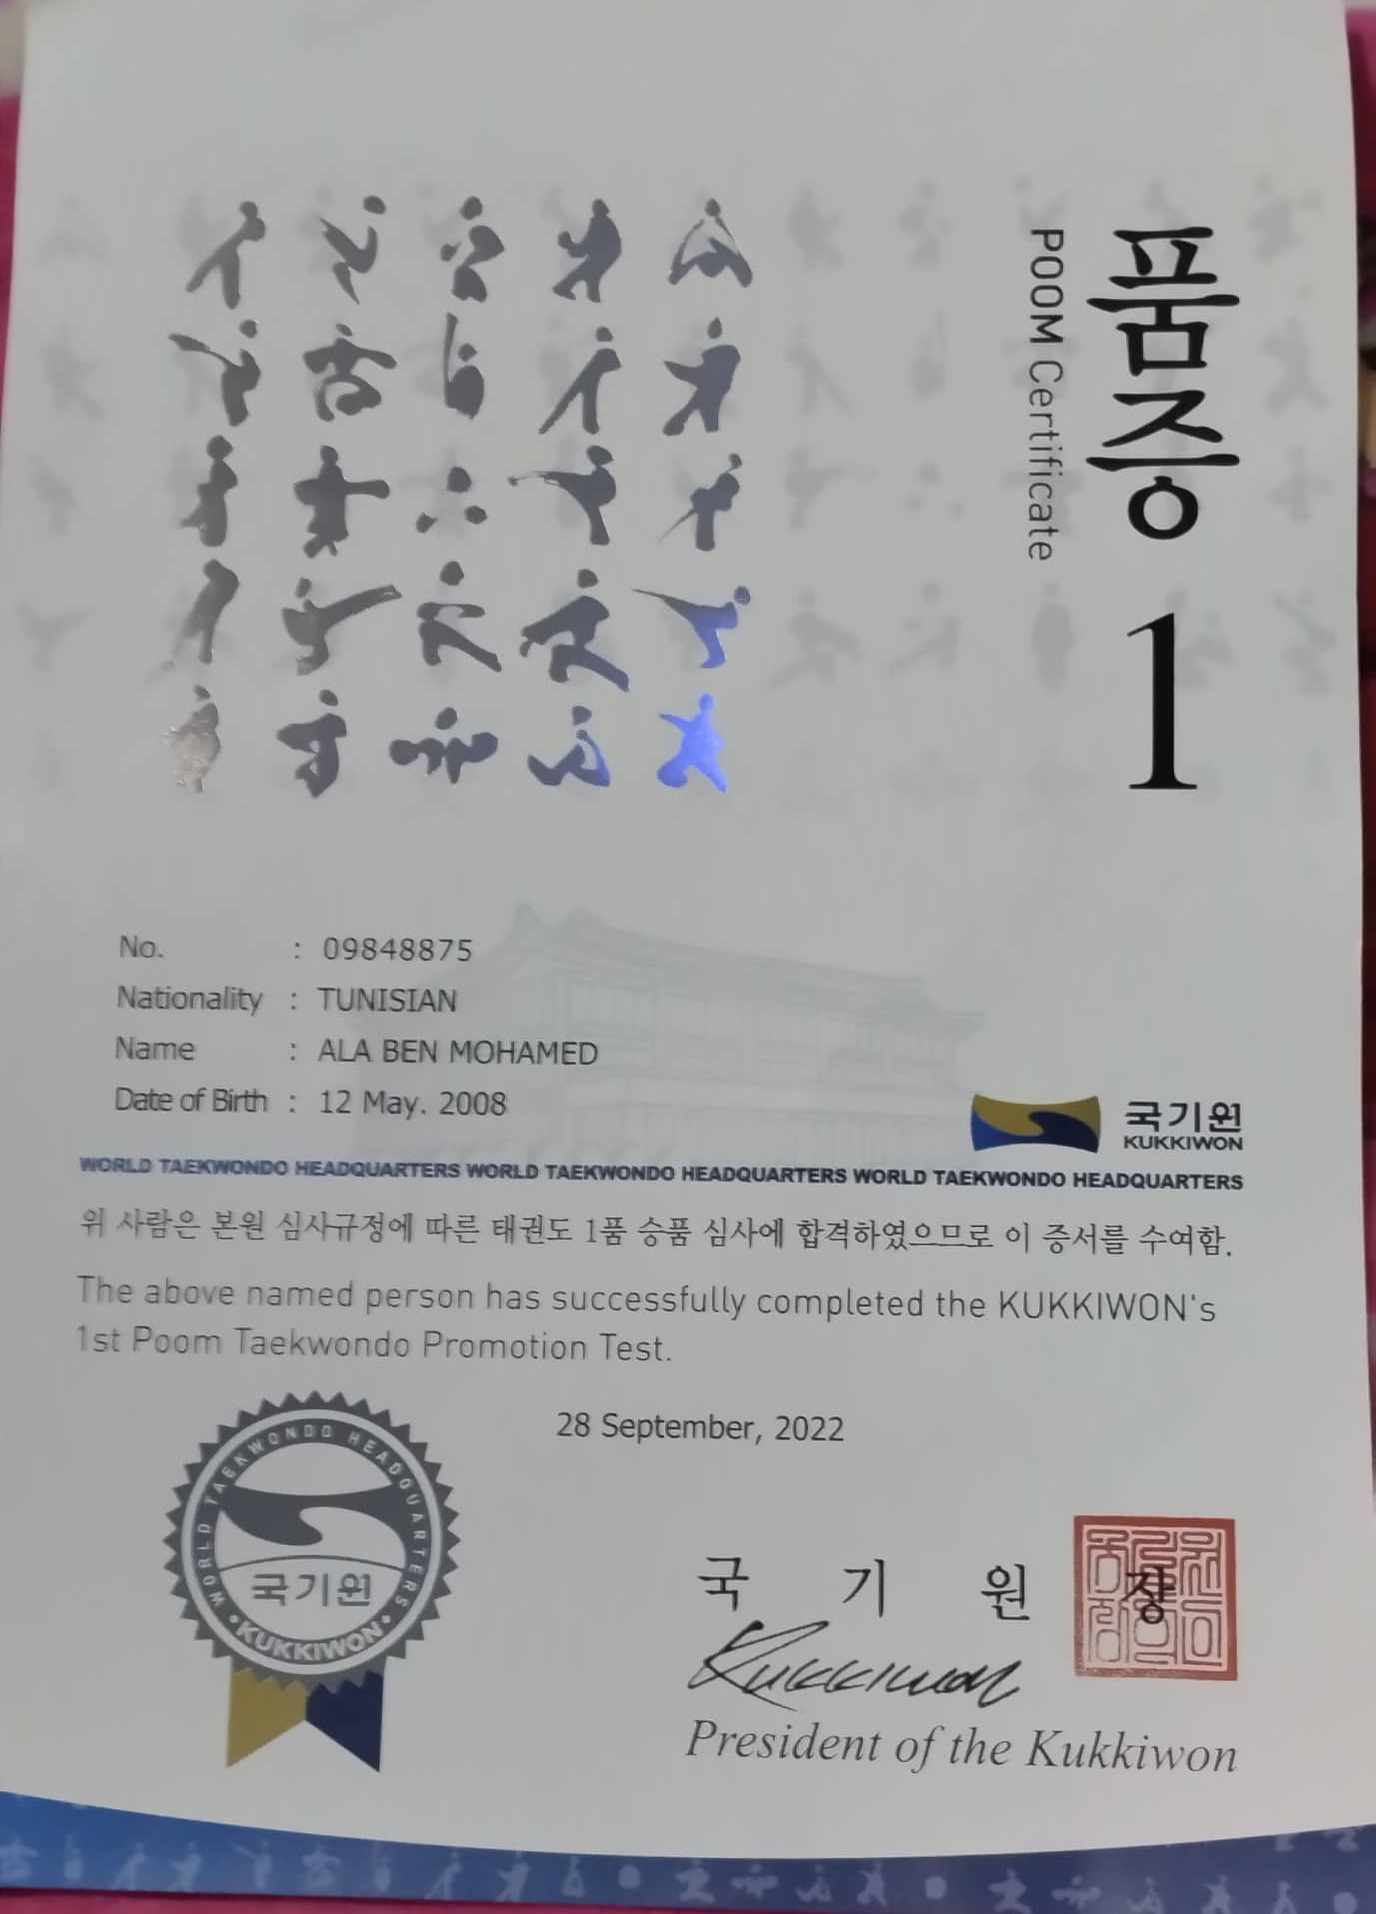 품증 1
POOM Certificate
No. : 09848875
Nationality : TUNISIAN
Name : ALA BEN MOHAMED
Date of Birth : 12 May. 2008
국기원
KUKKIWON
WORLD TAEKWONDO HEADQUARTERS WORLD TAEKWONDO HEADQUARTERS WORLD TAEKWONDO HEADQUARTERS
위 사람은 본원 심사규정에 따른 태권도 1품 승품 심사에 합격하였으므로 이 증서를 수여함.
The above named person has successfully completed the KUKKIWON's
1st Poom Taekwondo Promotion Test.
28 September, 2022
WORLD TAEKWONDO HEADQUARTERS
국기원
KUKKIWON
국 기 원 장
Kukkiwon
President of the Kukkiwon